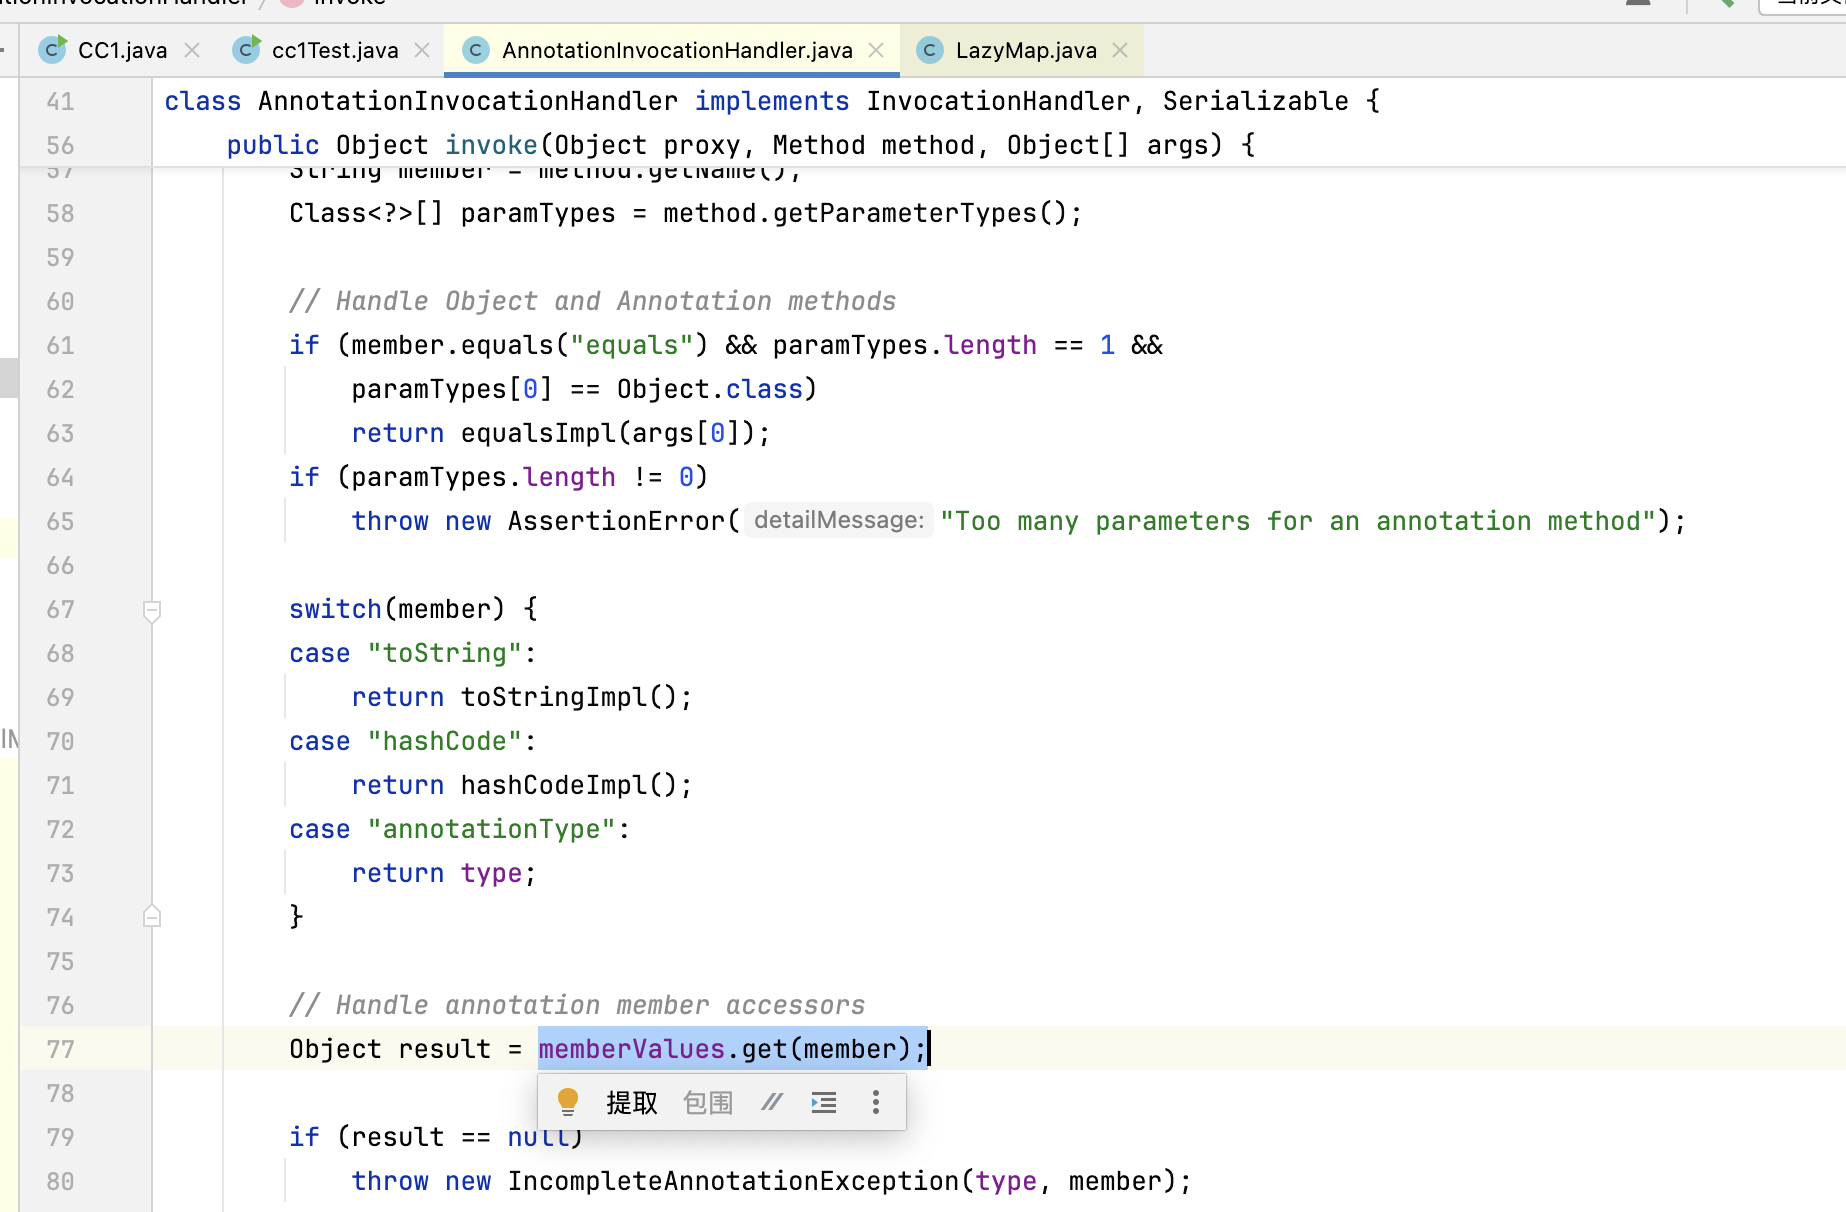 invoke
CC1.java cc1Test.java AnnotationInvocationHandler.java LazyMap.java
41 class AnnotationInvocationHandler implements InvocationHandler, Serializable {
56 public Object invoke(Object proxy, Method method, Object[] args) {
57 String member = method.getName();
58 Class<?>[] paramTypes = method.getParameterTypes();
59
60 // Handle Object and Annotation methods
61 if (member.equals("equals") && paramTypes.length == 1 &&
62 paramTypes[0] == Object.class)
63 return equalsImpl(args[0]);
64 if (paramTypes.length != 0)
65 throw new AssertionError( detailMessage: "Too many parameters for an annotation method");
66
67 switch(member) {
68 case "toString":
69 return toStringImpl();
70 case "hashCode":
71 return hashCodeImpl();
72 case "annotationType":
73 return type;
74 }
75
76 // Handle annotation member accessors
77 Object result = memberValues.get(member);
78
提取 包围 //
79 if (result == null)
80 throw new IncompleteAnnotationException(type, member);